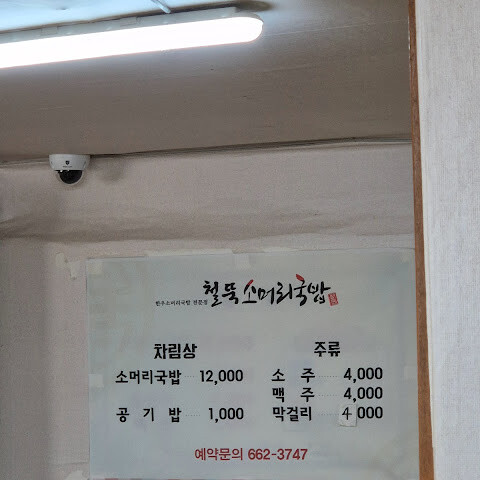 한우소머리국밥 전문점 철뚝 소머리국밥
차림상
소머리국밥 12,000
공기밥 1,000
주류
소주 4,000
맥주 4,000
막걸리 4,000
예약문의 662-3747